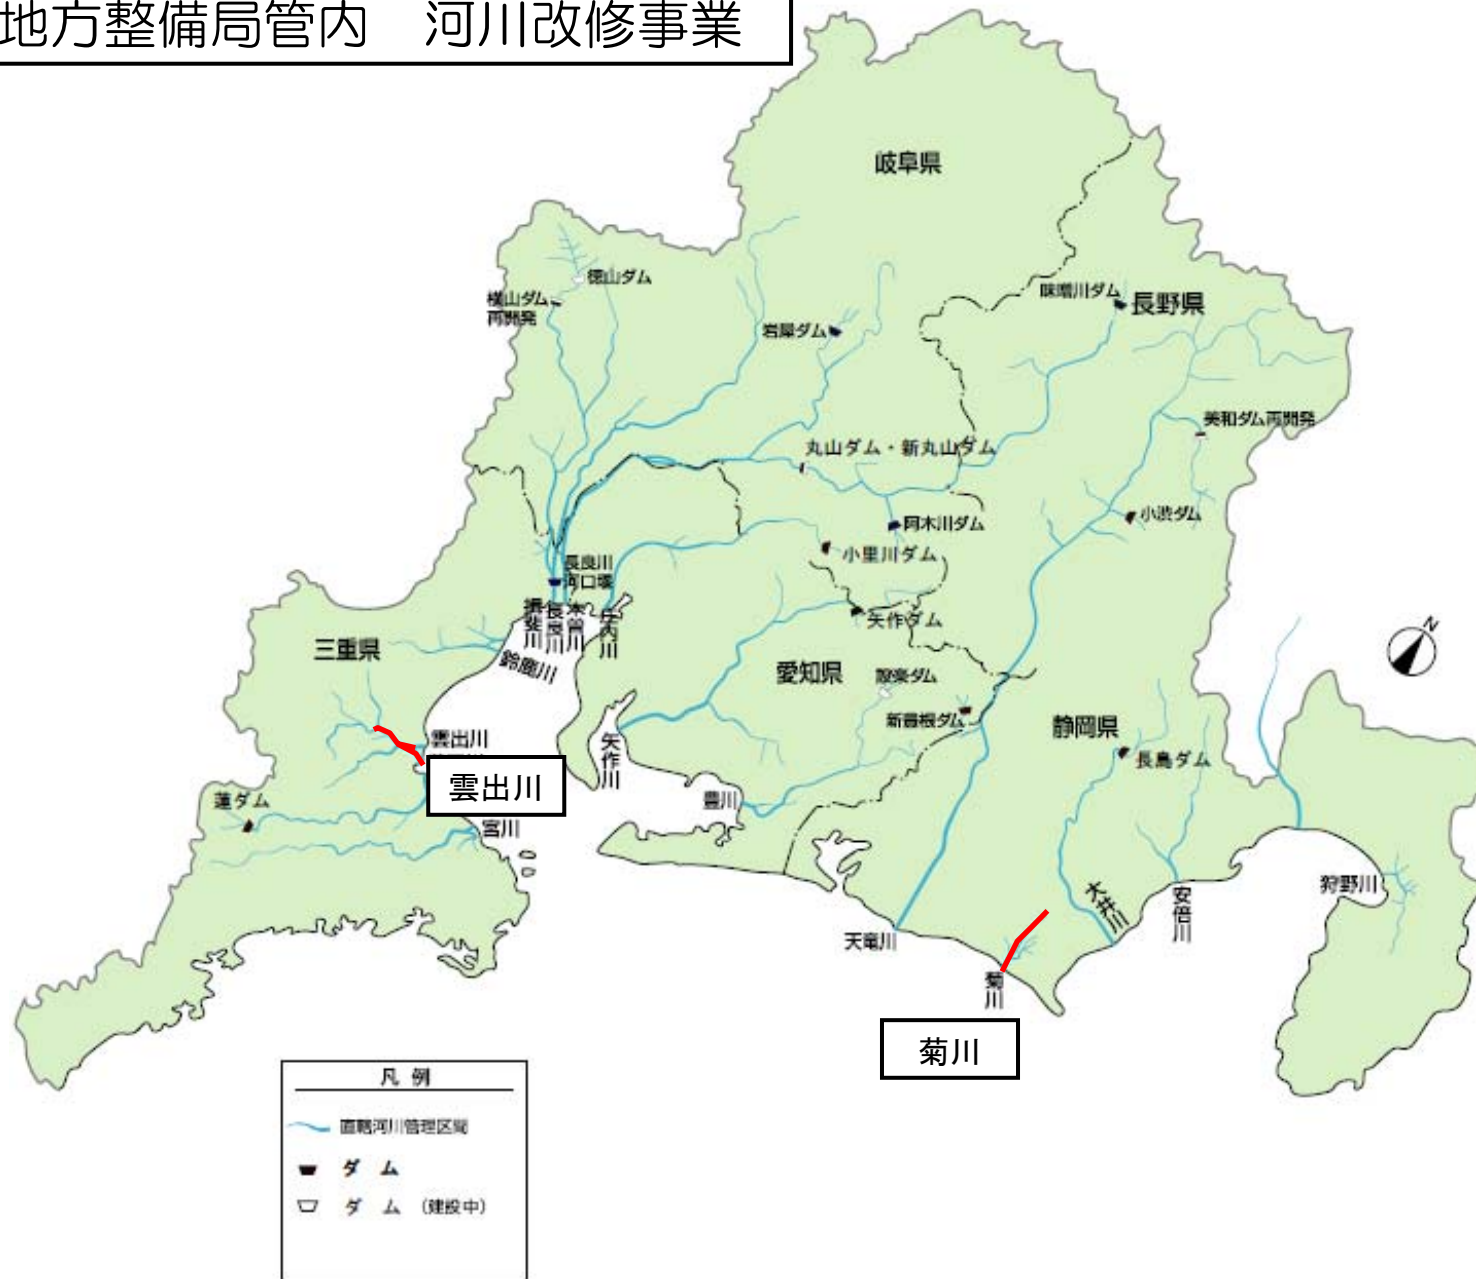 地方整備局管内　河川改修事業
岐阜県
徳山ダム
横山ダム
再開発
岩屋ダム
味噌川ダム
長野県
美和ダム再開発
丸山ダム・新丸山ダム
小渋ダム
阿木川ダム
小里川ダム
長良川
河口堰
揖斐川
長良川
木曽川
庄内川
鈴鹿川
三重県
矢作ダム
愛知県
設楽ダム
新豊根ダム
静岡県
長島ダム
雲出川
雲出川
矢作川
豊川
蓮ダム
宮川
天竜川
菊川
大井川
安倍川
狩野川
菊川
N
凡 例
直轄河川管理区間
ダ ム
ダ ム （建設中）